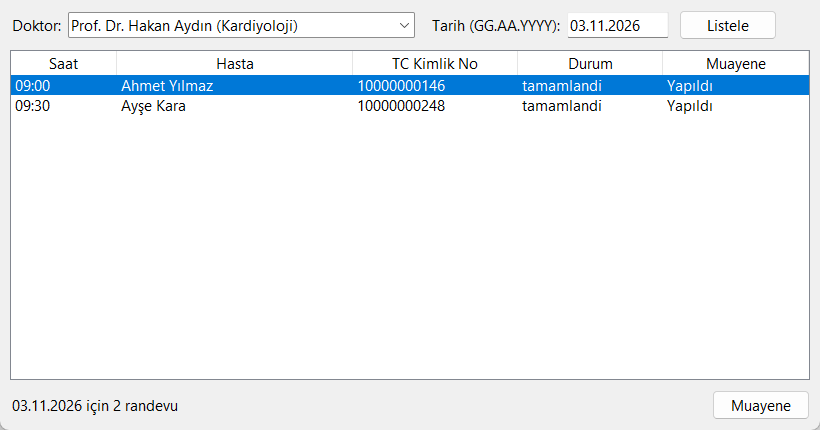 Doktor: Prof. Dr. Hakan Aydın (Kardiyoloji) Tarih (GG.AA.YYYY): 03.11.2026 Listele
Saat Hasta TC Kimlik No Durum Muayene
09:00 Ahmet Yılmaz 10000000146 tamamlandi Yapıldı
09:30 Ayşe Kara 10000000248 tamamlandi Yapıldı
03.11.2026 için 2 randevu Muayene